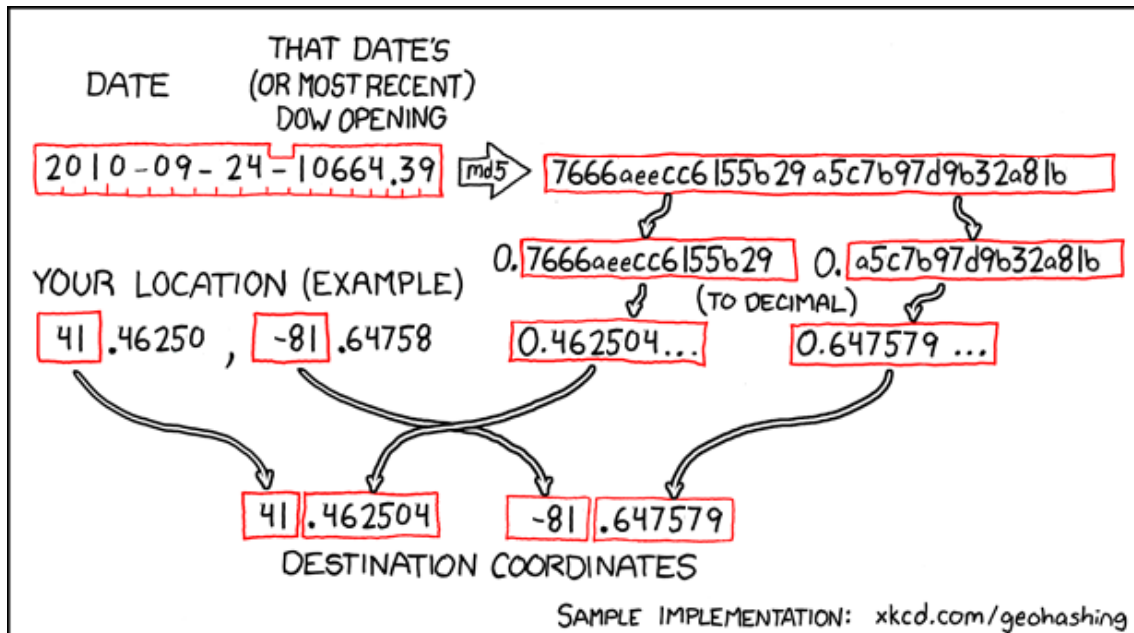 DATE
THAT DATE'S
(OR MOST RECENT)
DOW OPENING
2010-09-24-10664.39
md5
7666aeecc6155b29a5c7b97d9b32a81b
0.7666aeecc6155b29
0.a5c7b97d9b32a81b
(TO DECIMAL)
YOUR LOCATION (EXAMPLE)
41.46250, -81.64758
0.462504...
0.647579...
41.462504 -81.647579
DESTINATION COORDINATES
SAMPLE IMPLEMENTATION: xkcd.com/geohashing